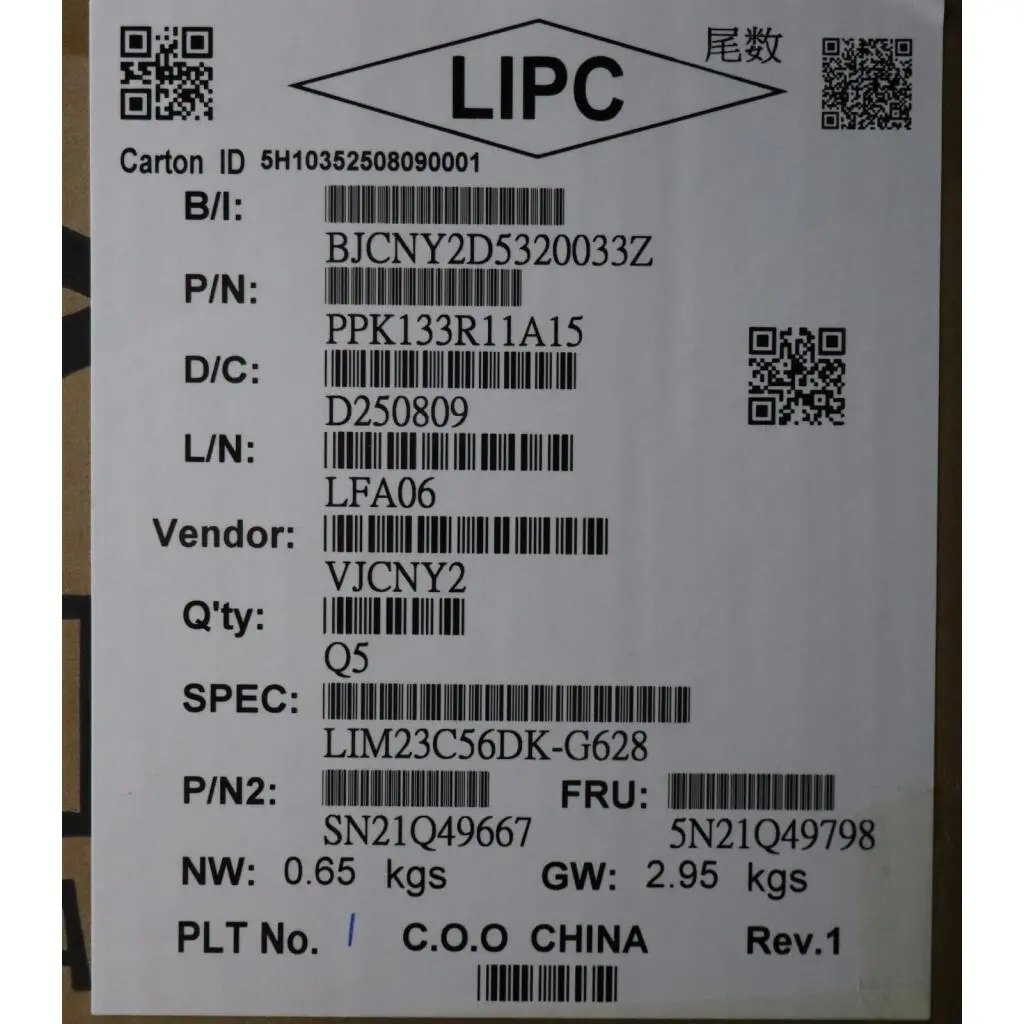 LIPC 尾数
Carton ID 5H10352508090001
B/I:
BJCNY2D5320033Z
P/N:
PPK133R11A15
D/C:
D250809
L/N:
LFA06
Vendor:
VJCNY2
Q'ty:
Q5
SPEC:
LIM23C56DK-G628
P/N2: FRU:
SN21Q49667 5N21Q49798
NW: 0.65 kgs GW: 2.95 kgs
PLT No. 1 C.O.O CHINA Rev.1